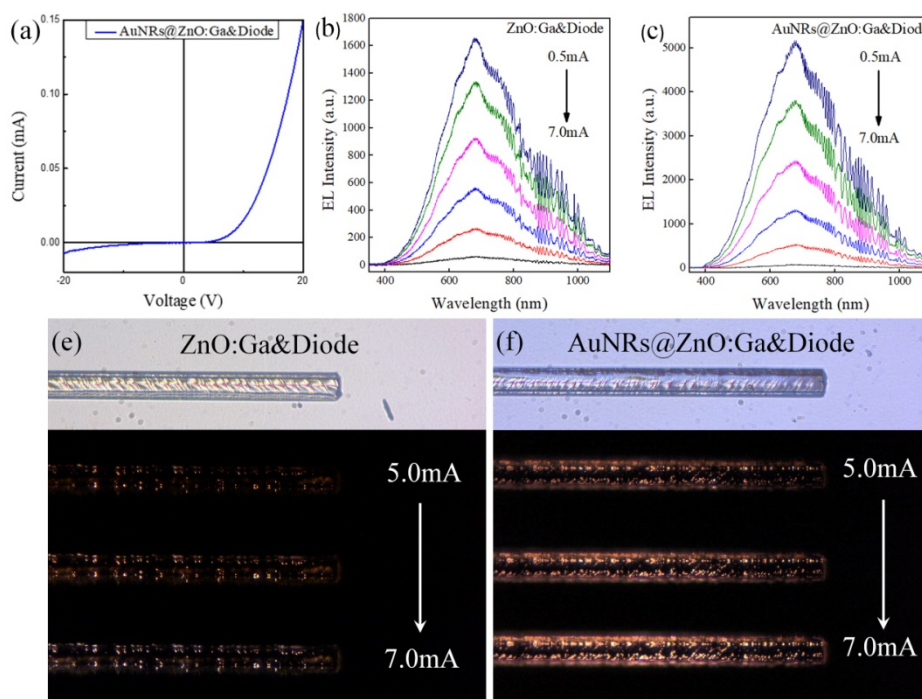 (a)
AuNRs@ZnO:Ga&Diode
0.15
0.10
0.05
0.00
-20
0
20
Current (mA)
Voltage (V)
(b)
ZnO:Ga&Diode
0.5mA
7.0mA
1800
1600
1400
1200
1000
800
600
400
200
0
400
600
800
1000
EL Intensity (a.u.)
Wavelength (nm)
(c)
AuNRs@ZnO:Ga&Diod
0.5mA
7.0mA
5000
4000
3000
2000
1000
0
400
600
800
1000
EL Intensity (a.u.)
Wavelength (nm)
(e)
ZnO:Ga&Diode
5.0mA
7.0mA
(f)
AuNRs@ZnO:Ga&Diode
5.0mA
7.0mA